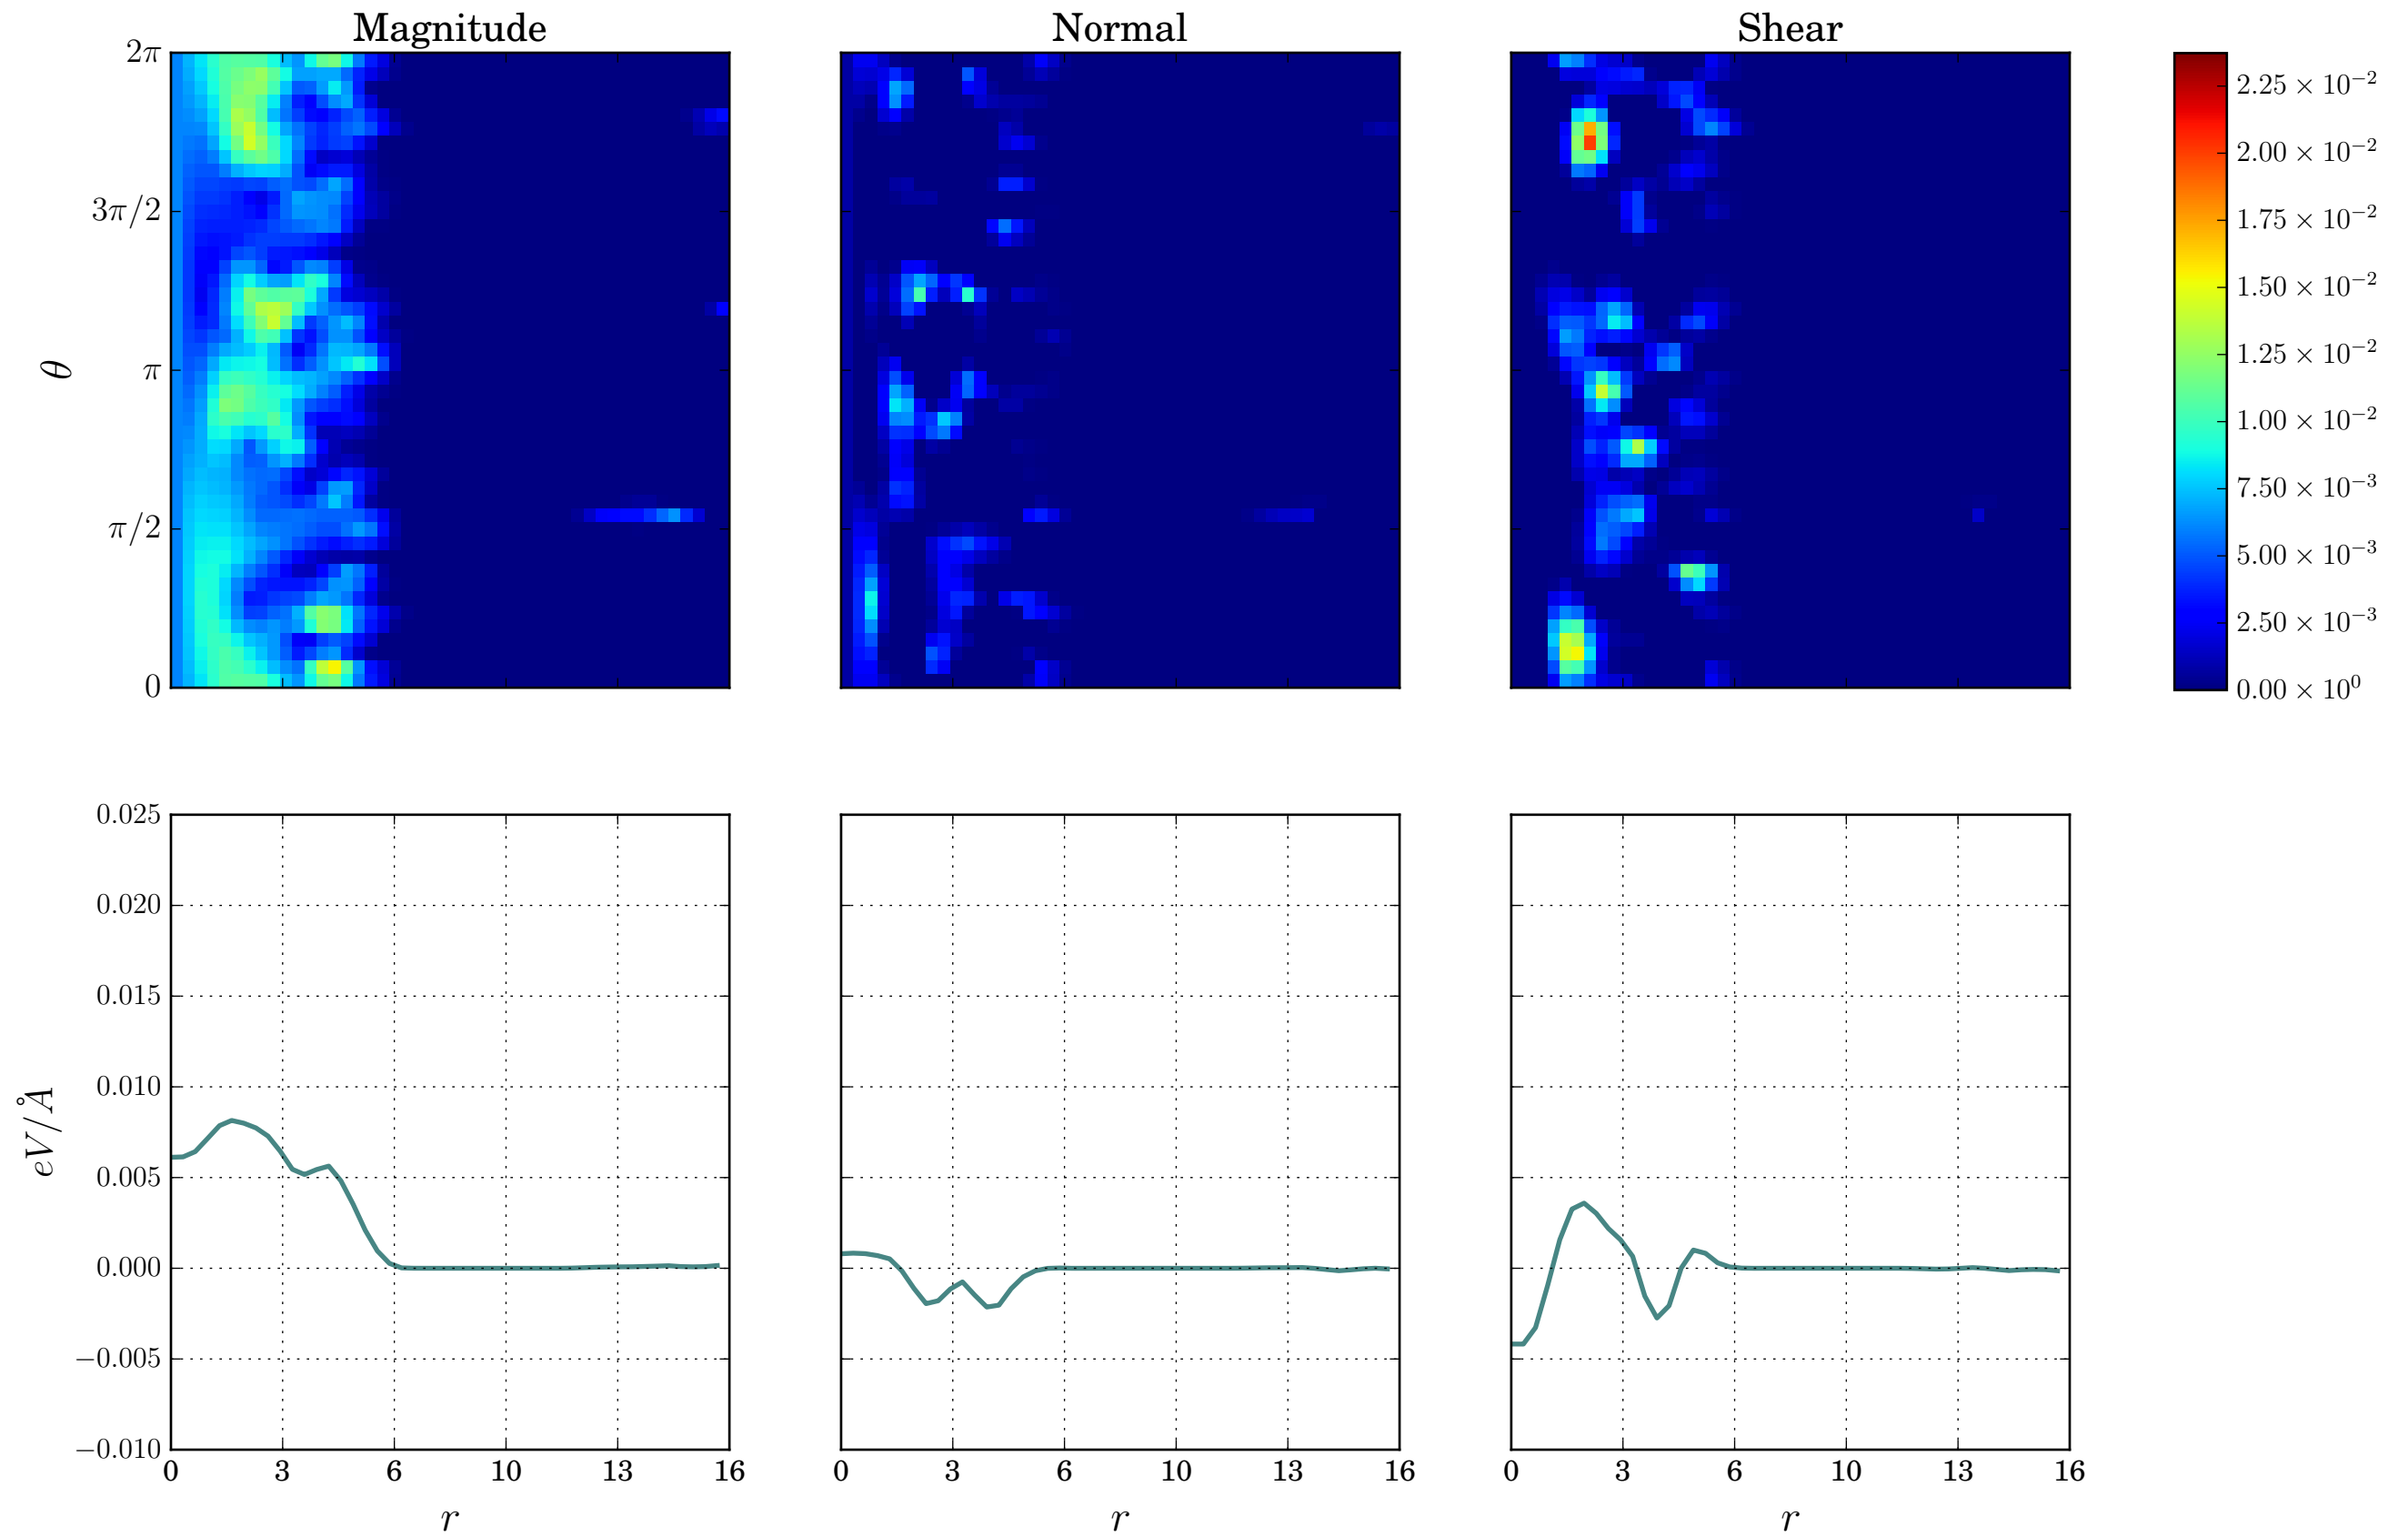 Magnitude Normal Shear
2π
3π/2
π
π/2
0
θ
2.25 × 10⁻²
2.00 × 10⁻²
1.75 × 10⁻²
1.50 × 10⁻²
1.25 × 10⁻²
1.00 × 10⁻²
7.50 × 10⁻³
5.00 × 10⁻³
2.50 × 10⁻³
0.00 × 10⁰
0.025
0.020
0.015
0.010
0.005
0.000
−0.005
−0.010
eV/Å
0 3 6 10 13 16 0 3 6 10 13 16 0 3 6 10 13 16
r r r